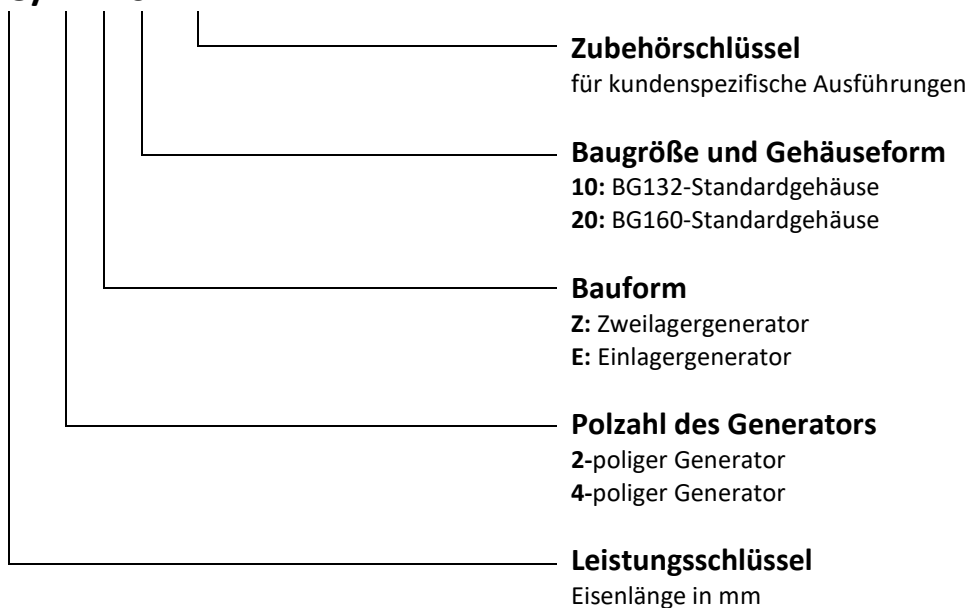 Zubehörschlüssel
für kundenspezifische Ausführungen
Baugröße und Gehäuseform
10: BG132-Standardgehäuse
20: BG160-Standardgehäuse
Bauform
Z: Zweilagergenerator
E: Einlagergenerator
Polzahl des Generators
2-poliger Generator
4-poliger Generator
Leistungsschlüssel
Eisenlänge in mm